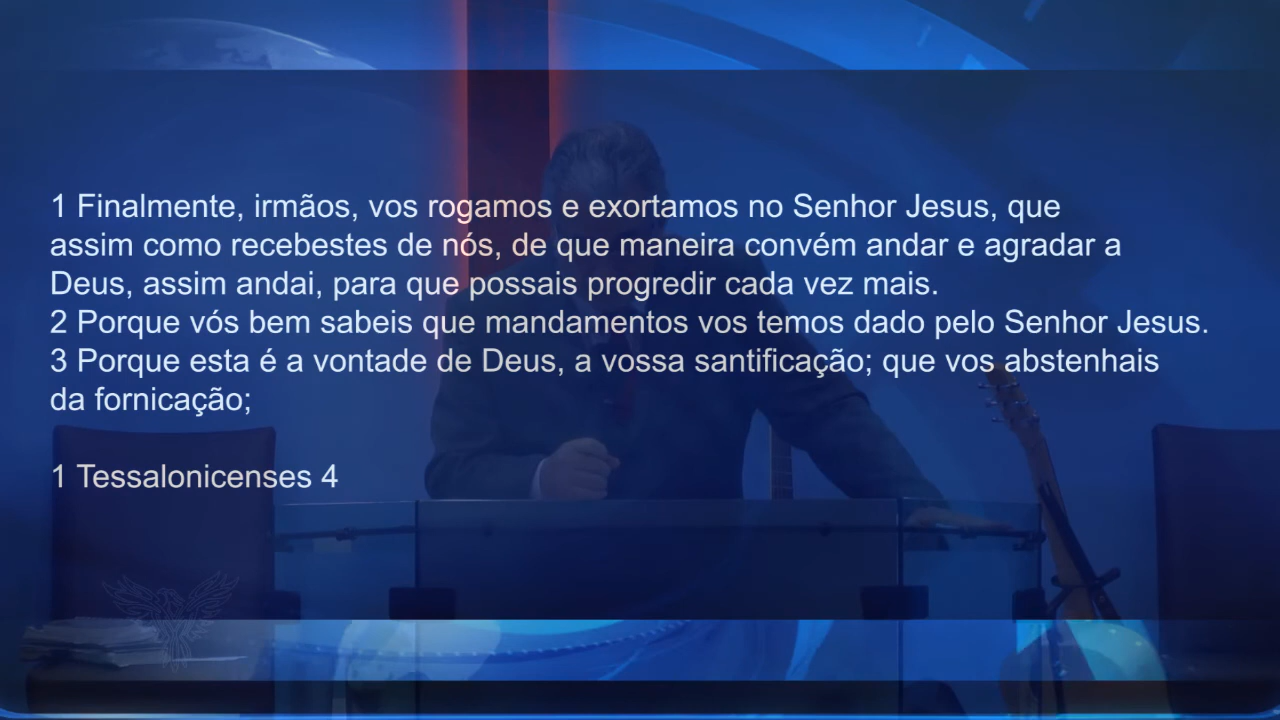 1 Finalmente, irmãos, vos rogamos e exortamos no Senhor Jesus, que
assim como recebestes de nós, de que maneira convém andar e agradar a
Deus, assim andai, para que possais progredir cada vez mais.
2 Porque vós bem sabeis que mandamentos vos temos dado pelo Senhor Jesus.
3 Porque esta é a vontade de Deus, a vossa santificação; que vos abstenhais
da fornicação;
1 Tessalonicenses 4